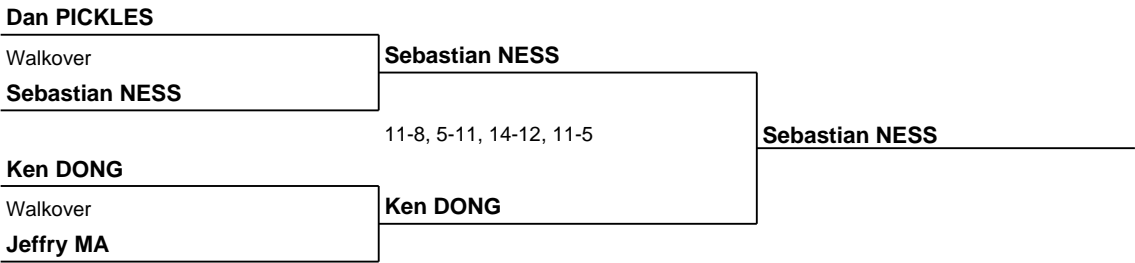 Dan PICKLES
Walkover
Sebastian NESS
Sebastian NESS
11-8, 5-11, 14-12, 11-5
Sebastian NESS
Ken DONG
Walkover
Ken DONG
Jeffry MA